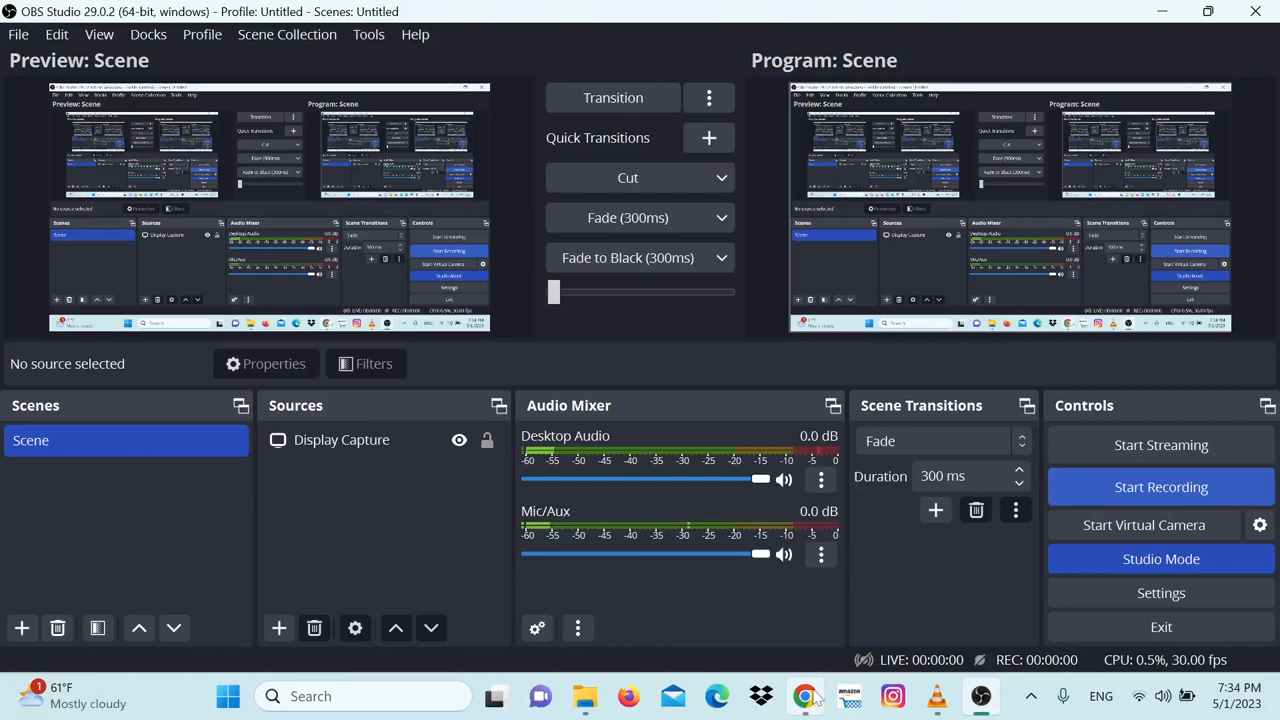 OBS Studio 29.0.2 (64-bit, windows) - Profile: Untitled - Scenes: Untitled
File Edit View Docks Profile Scene Collection Tools Help
Preview: Scene
Program: Scene
Transition
Quick Transitions
Cut
Fade (300ms)
Fade to Black (300ms)
No source selected
Properties
Filters
Scenes
Scene
Sources
Display Capture
Audio Mixer
Desktop Audio 0.0 dB
-60 -55 -50 -45 -40 -35 -30 -25 -20 -15 -10 -5 0
Mic/Aux 0.0 dB
-60 -55 -50 -45 -40 -35 -30 -25 -20 -15 -10 -5 0
Scene Transitions
Fade
Duration 300 ms
Controls
Start Streaming
Start Recording
Start Virtual Camera
Studio Mode
Settings
Exit
LIVE: 00:00:00 REC: 00:00:00 CPU: 0.5%, 30.00 fps
1
61°F
Mostly cloudy
Search
amazon
ENG
7:34 PM
5/1/2023